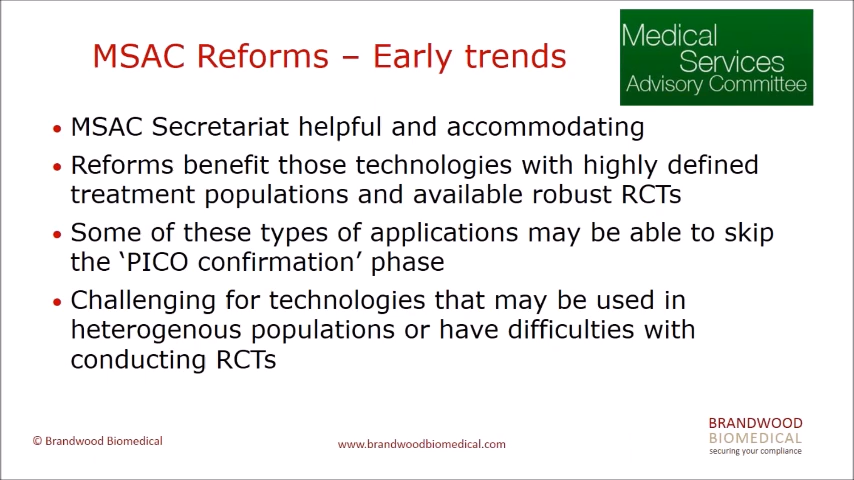 MSAC Reforms – Early trends
Medical
Services
Advisory Committee
• MSAC Secretariat helpful and accommodating
• Reforms benefit those technologies with highly defined
treatment populations and available robust RCTs
• Some of these types of applications may be able to skip
the ‘PICO confirmation’ phase
• Challenging for technologies that may be used in
heterogenous populations or have difficulties with
conducting RCTs
© Brandwood Biomedical
www.brandwoodbiomedical.com
BRANDWOOD
BIOMEDICAL
securing your compliance